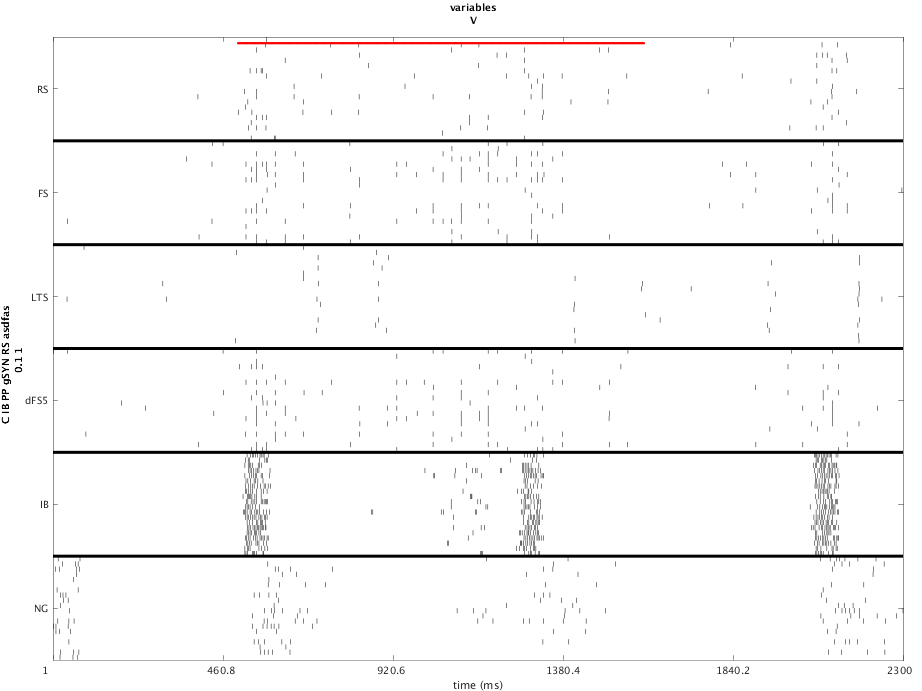 variables
V
RS
FS
LTS
dFS5
IB
NG
C IB PP gSYN RS asdfas
0.1 1
1 460.8 920.6 1380.4 1840.2 2300
time (ms)